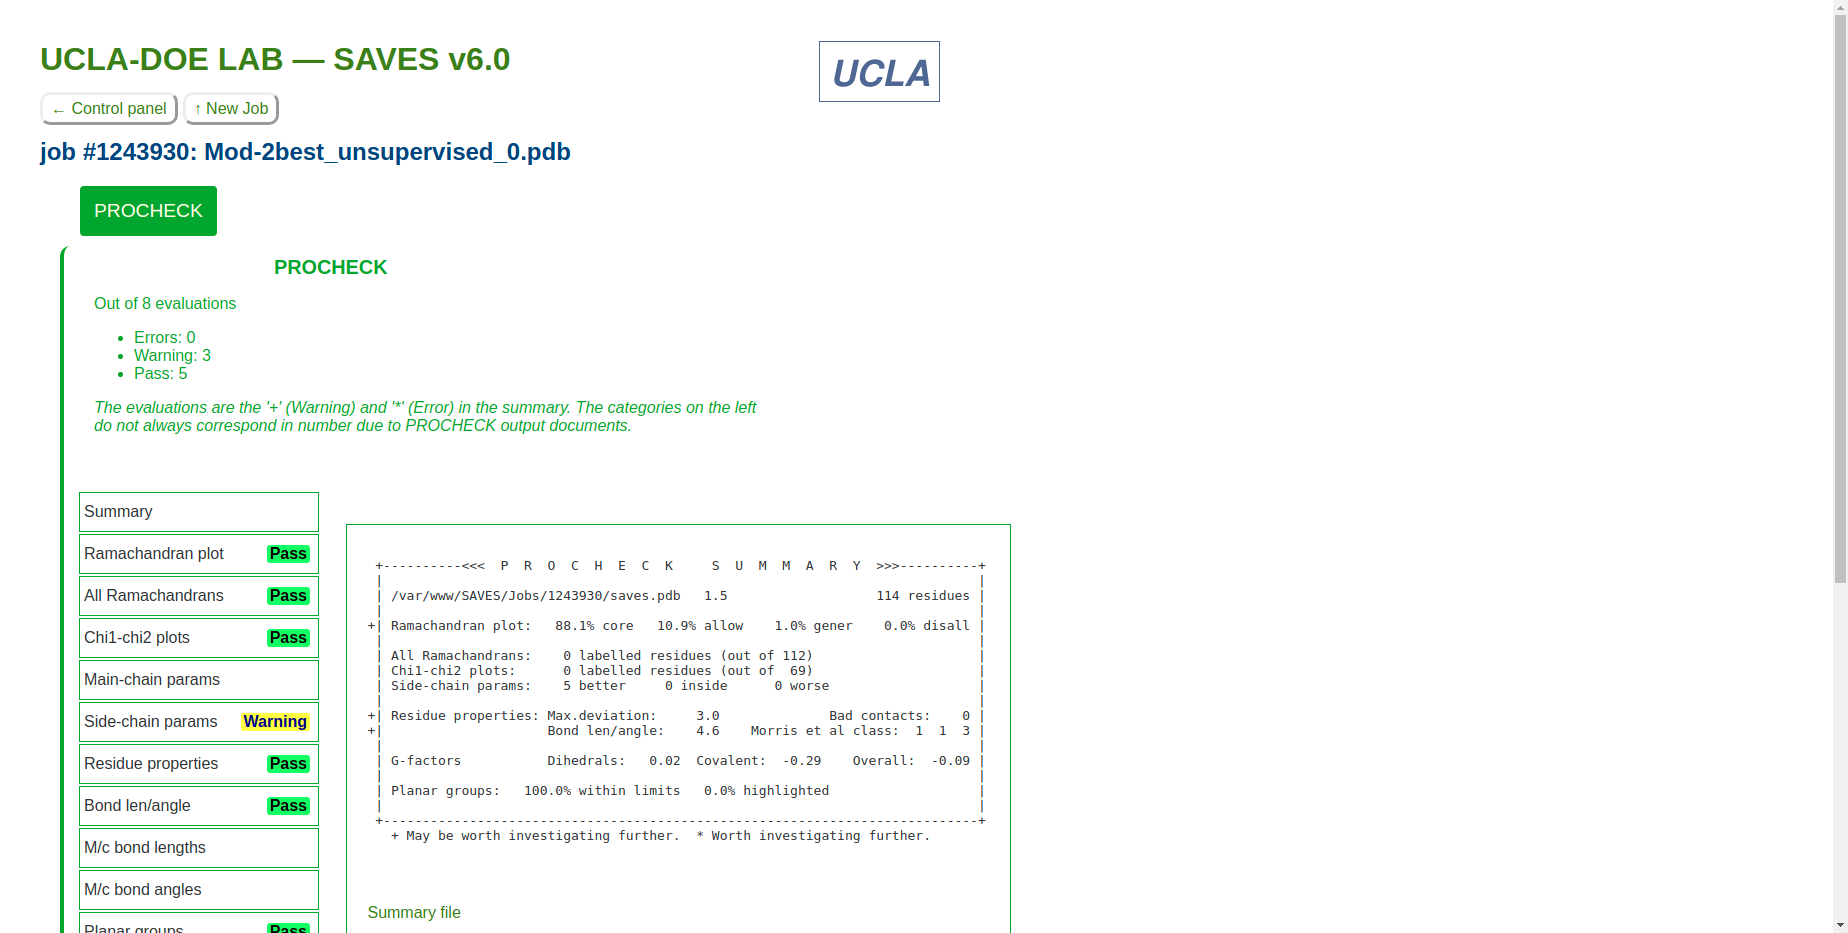 UCLA-DOE LAB — SAVES v6.0
UCLA
← Control panel
↑ New Job
job #1243930: Mod-2best_unsupervised_0.pdb
PROCHECK
PROCHECK
Out of 8 evaluations
• Errors: 0
• Warning: 3
• Pass: 5
The evaluations are the '+' (Warning) and '*' (Error) in the summary. The categories on the left
do not always correspond in number due to PROCHECK output documents.
Summary
Ramachandran plot Pass
All Ramachandrans Pass
Chi1-chi2 plots Pass
Main-chain params
Side-chain params Warning
Residue properties Pass
Bond len/angle Pass
M/c bond lengths
M/c bond angles
Planar groups Pass
+----------<<<  P  R  O  C  H  E  C  K     S  U  M  M  A  R  Y  >>>----------+
|                                                                            |
| /var/www/SAVES/Jobs/1243930/saves.pdb   1.5                   114 residues |
|                                                                            |
+| Ramachandran plot:   88.1% core   10.9% allow    1.0% gener    0.0% disall |
|                                                                            |
| All Ramachandrans:    0 labelled residues (out of 112)                     |
| Chi1-chi2 plots:      0 labelled residues (out of  69)                     |
| Side-chain params:    5 better     0 inside      0 worse                   |
|                                                                            |
+| Residue properties: Max.deviation:     3.0              Bad contacts:    0 |
+|                     Bond len/angle:    4.6    Morris et al class:  1  1  3 |
|                                                                            |
| G-factors           Dihedrals:   0.02  Covalent:  -0.29    Overall:  -0.09 |
|                                                                            |
| Planar groups:   100.0% within limits   0.0% highlighted                   |
|                                                                            |
+----------------------------------------------------------------------------+
+ May be worth investigating further.  * Worth investigating further.
Summary file